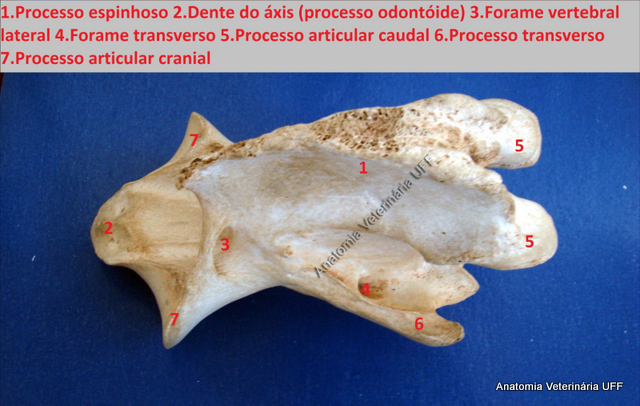 1.Processo espinhoso 2.Dente do áxis (processo odontóide) 3.Forame vertebral
lateral 4.Forame transverso 5.Processo articular caudal 6.Processo transverso
7.Processo articular cranial
7
5
1
Anatomia Veterinária UFF
2
3
5
4
7
6
Anatomia Veterinária UFF